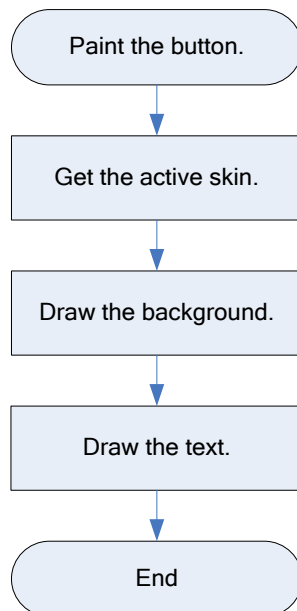 Paint the button.
Get the active skin.
Draw the background.
Draw the text.
End